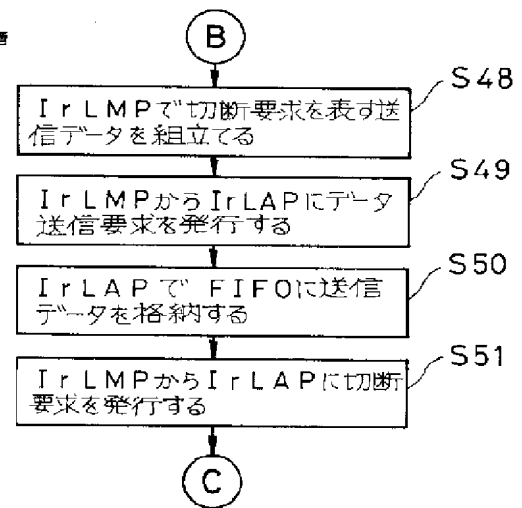 B
S48
IrLMPで切断要求を表す送
信データを組立てる
S49
IrLMPからIrLAPにデータ
送信要求を発行する
S50
IrLAPで FIFOに送信
データを格納する
S51
IrLMPからIrLAPに切断
要求を発行する
C